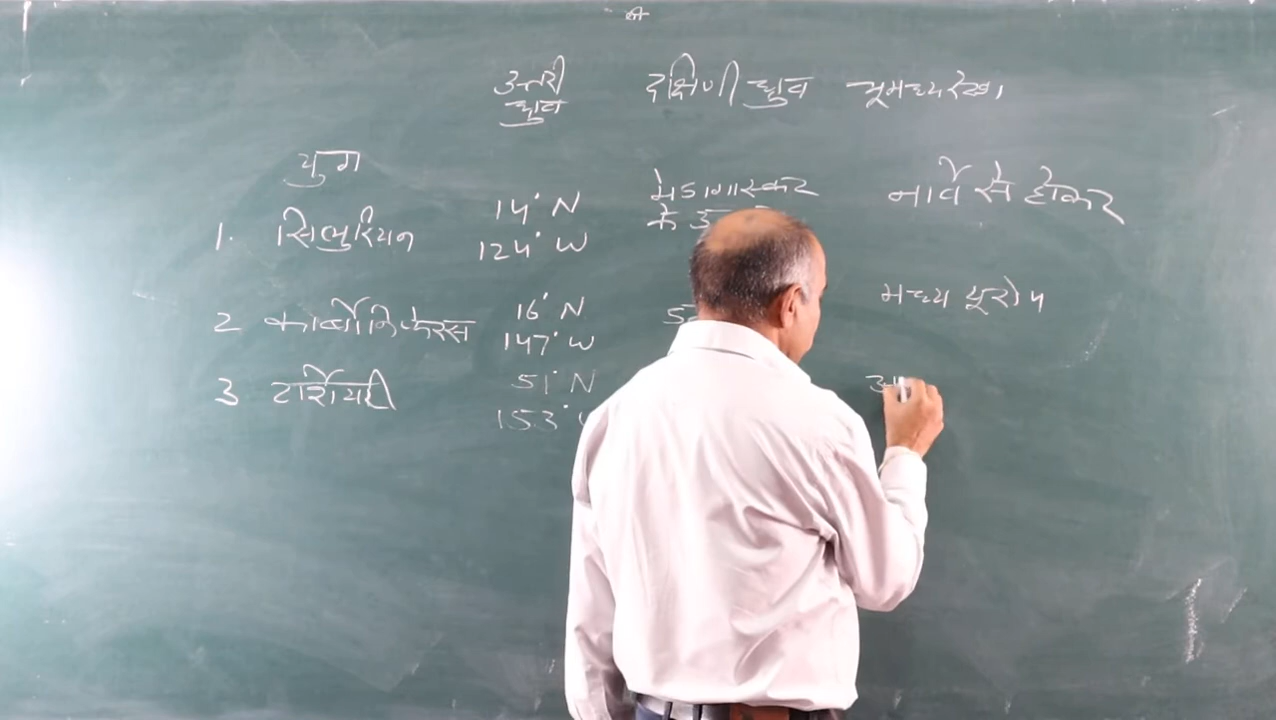 की
उत्तरी दक्षिणी ध्रुव भूमध्यरेखा
ध्रुव
युग
1. सिलुरियन 14° N मेडागास्कर नार्वे से होकर
124° W के
2 कार्बोनिफेरस 16° N मध्य यूरोप
147° W
3 टर्शियरी 51° N
153°